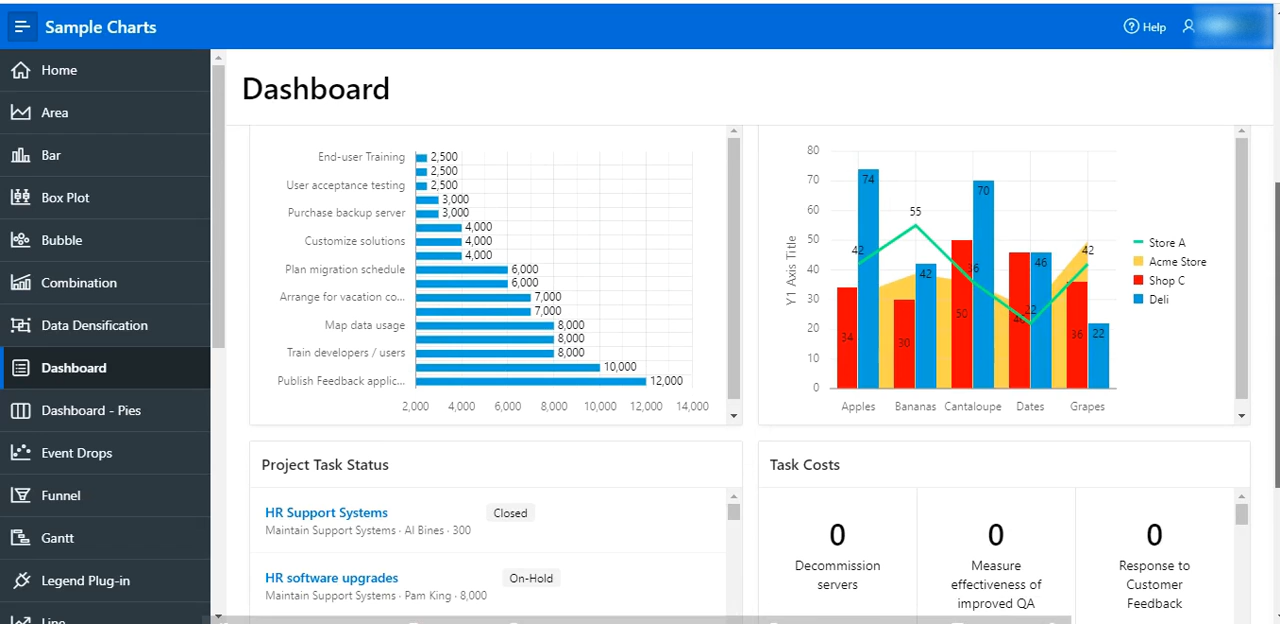 Sample Charts
Help
Home
Area
Bar
Box Plot
Bubble
Combination
Data Densification
Dashboard
Dashboard - Pies
Event Drops
Funnel
Gantt
Legend Plug-in
Line
Dashboard
End-user Training 2,500
2,500
User acceptance testing 2,500
3,000
Purchase backup server 3,000
4,000
Customize solutions 4,000
4,000
Plan migration schedule 6,000
6,000
Arrange for vacation co... 7,000
7,000
Map data usage 8,000
8,000
Train developers / users 8,000
10,000
Publish Feedback applic... 12,000
2,000 4,000 6,000 8,000 10,000 12,000 14,000
Y1 Axis Title
80
70
60
50
40
30
20
10
0
42 74 34
55 42 30
70 36 50
46 22 46
42 36 22
Apples Bananas Cantaloupe Dates Grapes
Store A
Acme Store
Shop C
Deli
Project Task Status
HR Support Systems Closed
Maintain Support Systems · Al Bines · 300
HR software upgrades On-Hold
Maintain Support Systems · Pam King · 8,000
Task Costs
0
Decommission
servers
0
Measure
effectiveness of
improved QA
0
Response to
Customer
Feedback